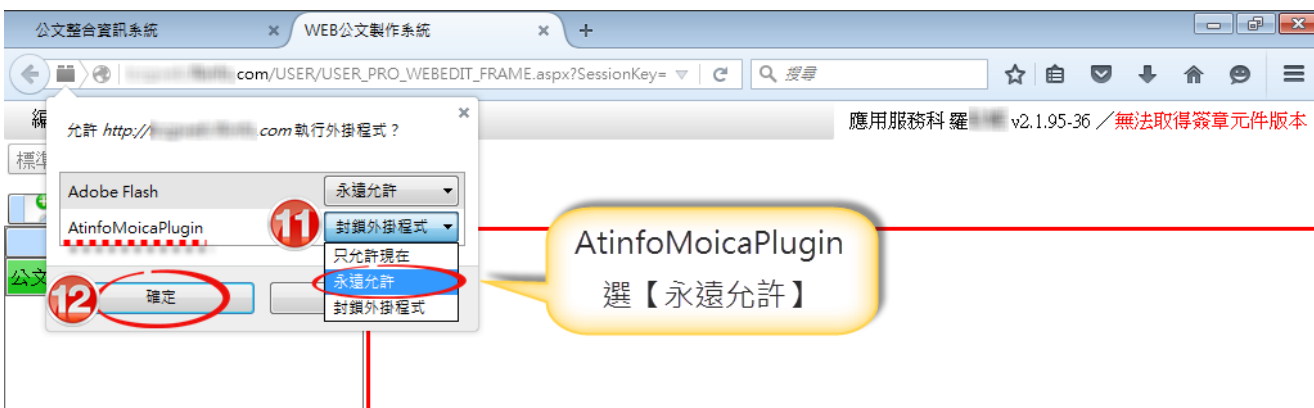 公文整合資訊系統
WEB公文製作系統
com/USER/USER_PRO_WEBEDIT_FRAME.aspx?SessionKey=
搜尋
編
應用服務科 羅 v2.1.95-36 ／無法取得簽章元件版本
允許 http:// .com 執行外掛程式？
標準
Adobe Flash
永遠允許
AtinfoMoicaPlugin
11
封鎖外掛程式
只允許現在
永遠允許
封鎖外掛程式
公文
12
確定
AtinfoMoicaPlugin
選【永遠允許】